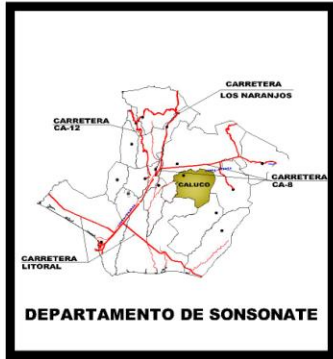 CARRETERA
LOS NARANJOS
CARRETERA
CA-12
CALUCO
CARRETERA
CA-8
CARRETERA
LITORAL
DEPARTAMENTO DE SONSONATE